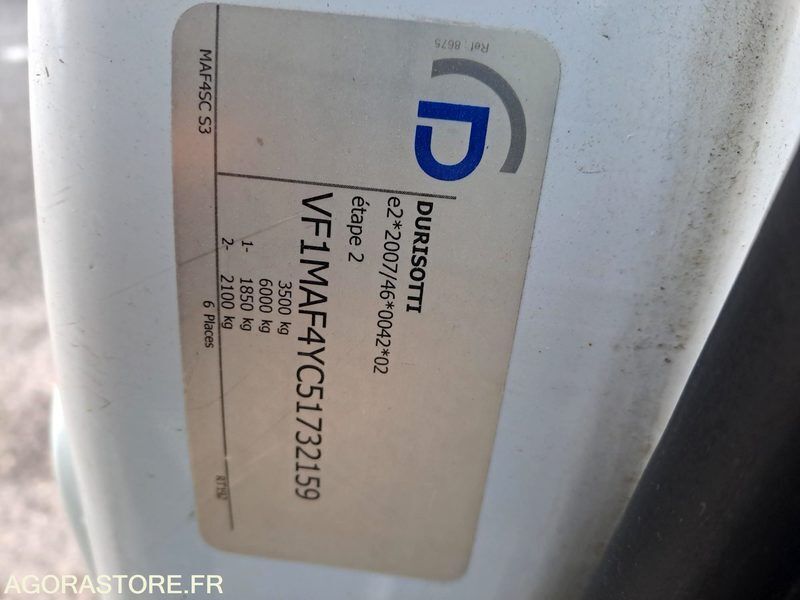 Ref : 8675
D
DURISOTTI
e2*2007/46*0042*02
étape 2
VF1MAF4YC51732159
3500 kg
6000 kg
1- 1850 kg
2- 2100 kg
MAF4SC S3
6 Places
AGORASTORE.FR